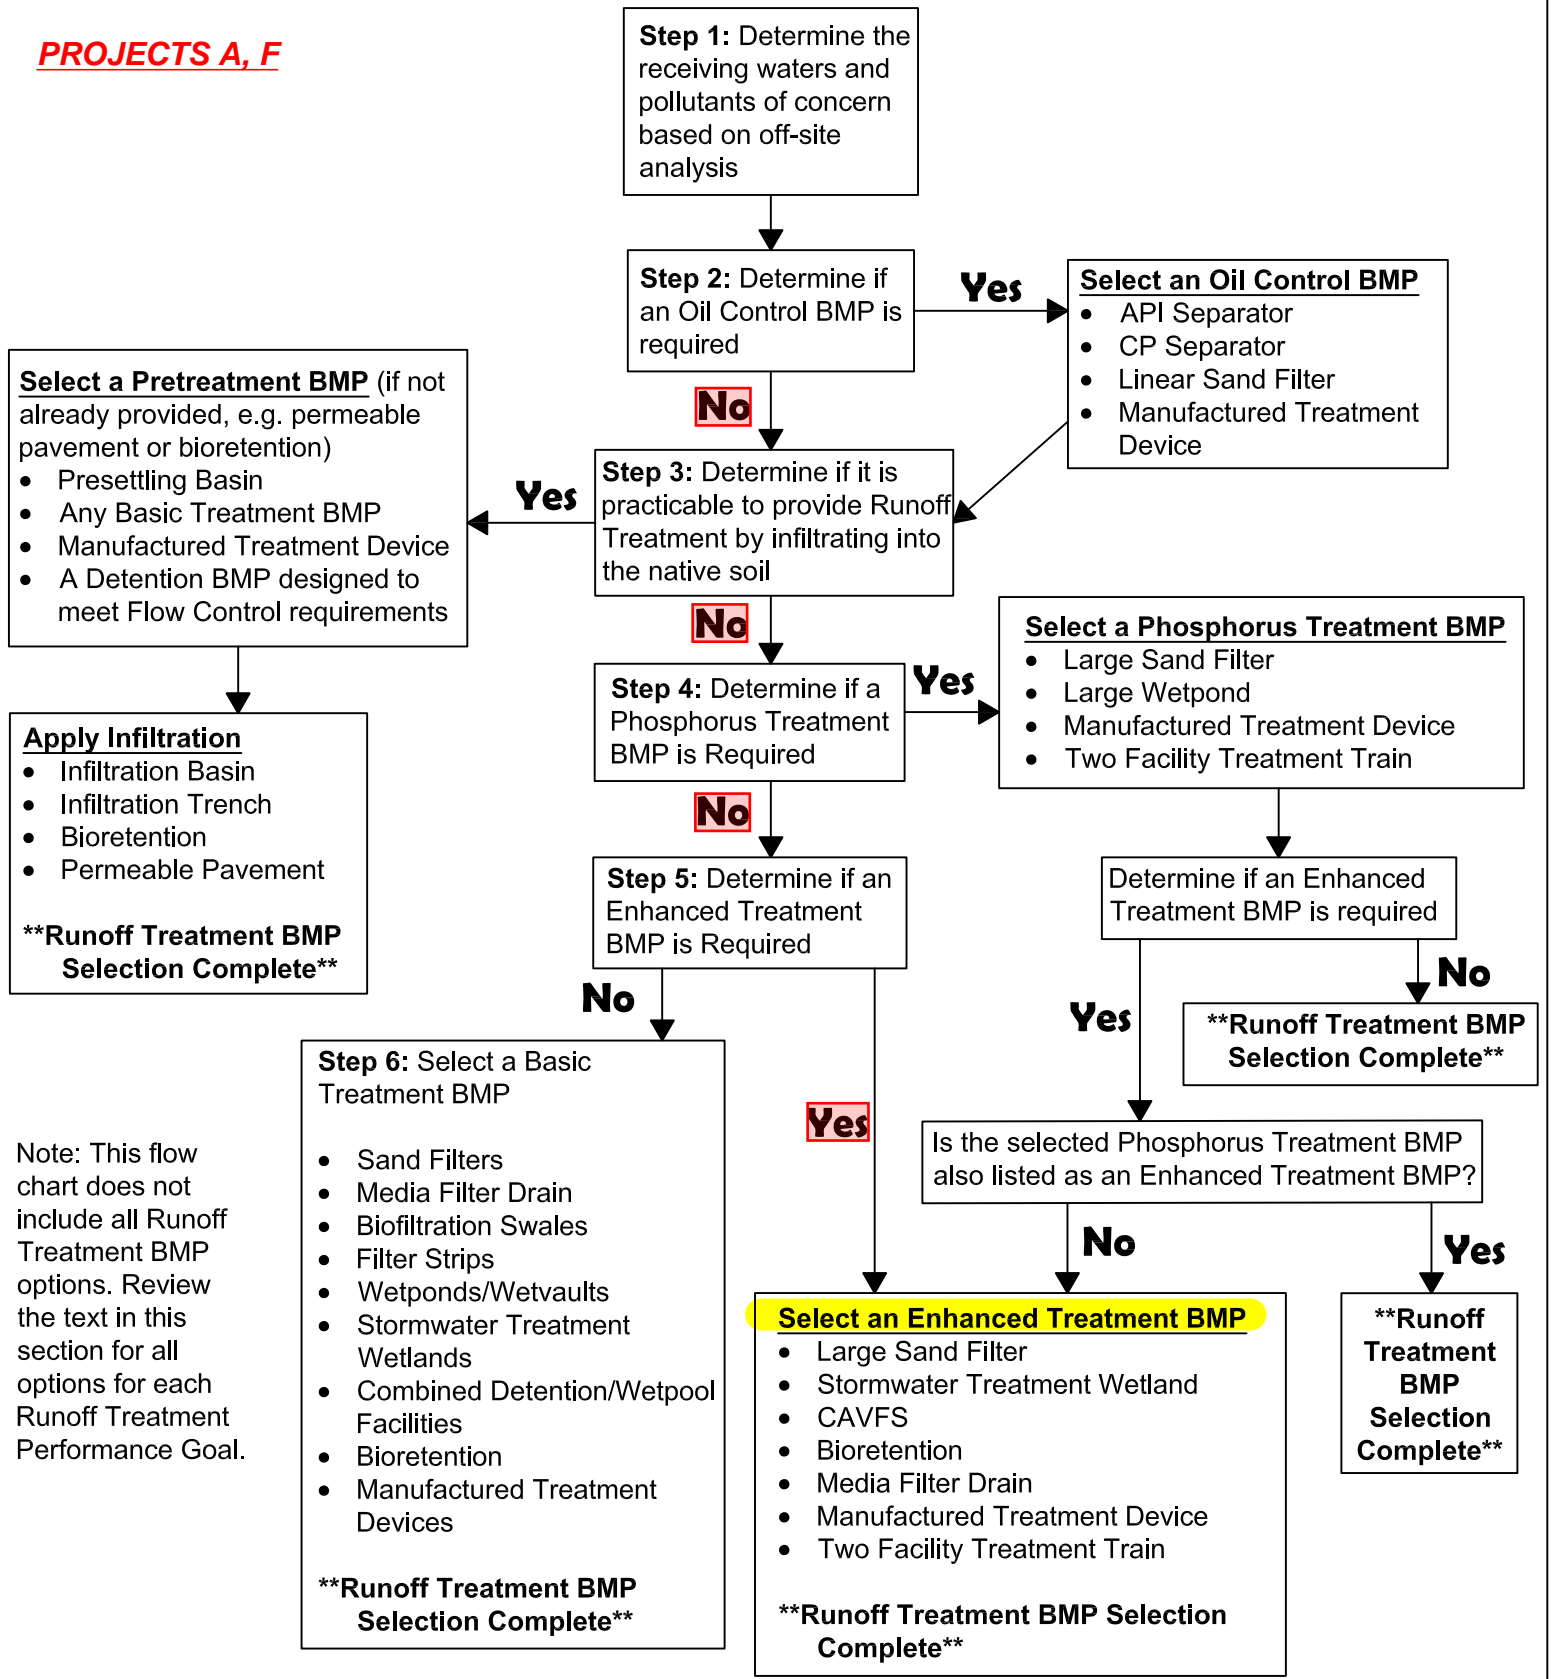 PROJECTS A, F
Step 1: Determine the
receiving waters and
pollutants of concern
based on off-site
analysis
Step 2: Determine if
an Oil Control BMP is
required
Yes
Select an Oil Control BMP
• API Separator
• CP Separator
• Linear Sand Filter
• Manufactured Treatment
Device
No
Select a Pretreatment BMP (if not
already provided, e.g. permeable
pavement or bioretention)
• Presettling Basin
• Any Basic Treatment BMP
• Manufactured Treatment Device
• A Detention BMP designed to
meet Flow Control requirements
Yes
Step 3: Determine if it is
practicable to provide Runoff
Treatment by infiltrating into
the native soil
No
Apply Infiltration
• Infiltration Basin
• Infiltration Trench
• Bioretention
• Permeable Pavement
**Runoff Treatment BMP
Selection Complete**
Step 4: Determine if a
Phosphorus Treatment
BMP is Required
Yes
Select a Phosphorus Treatment BMP
• Large Sand Filter
• Large Wetpond
• Manufactured Treatment Device
• Two Facility Treatment Train
No
Step 5: Determine if an
Enhanced Treatment
BMP is Required
Determine if an Enhanced
Treatment BMP is required
No
**Runoff Treatment BMP
Selection Complete**
Yes
No
Step 6: Select a Basic
Treatment BMP
• Sand Filters
• Media Filter Drain
• Biofiltration Swales
• Filter Strips
• Wetponds/Wetvaults
• Stormwater Treatment
Wetlands
• Combined Detention/Wetpool
Facilities
• Bioretention
• Manufactured Treatment
Devices
**Runoff Treatment BMP
Selection Complete**
Yes
Is the selected Phosphorus Treatment BMP
also listed as an Enhanced Treatment BMP?
No
Yes
Note: This flow
chart does not
include all Runoff
Treatment BMP
options. Review
the text in this
section for all
options for each
Runoff Treatment
Performance Goal.
Select an Enhanced Treatment BMP
• Large Sand Filter
• Stormwater Treatment Wetland
• CAVFS
• Bioretention
• Media Filter Drain
• Manufactured Treatment Device
• Two Facility Treatment Train
**Runoff Treatment BMP Selection
Complete**
**Runoff
Treatment
BMP
Selection
Complete**